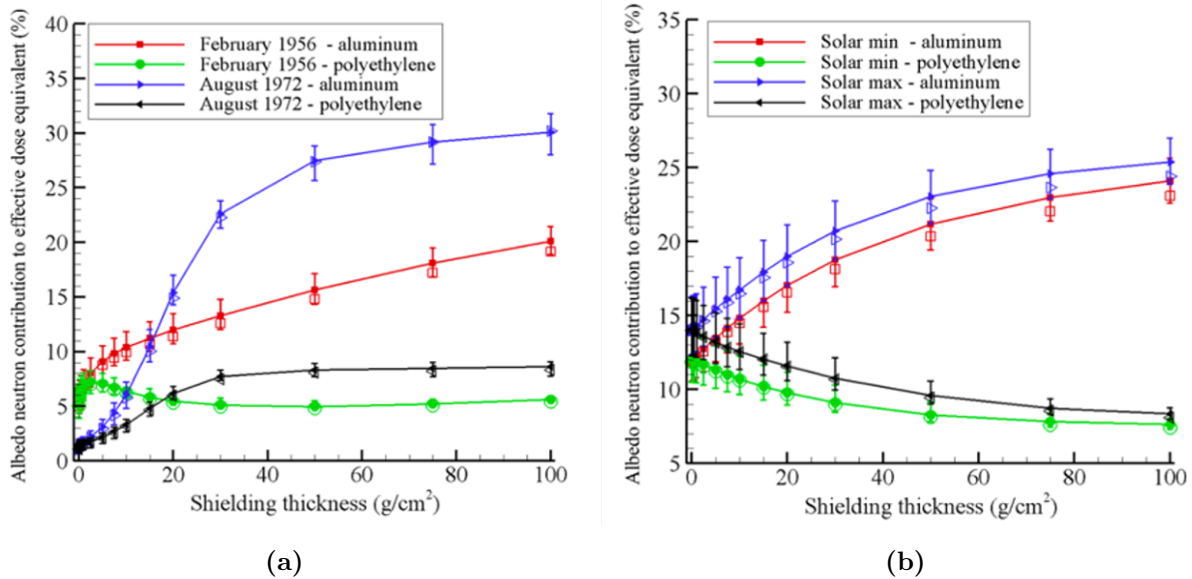 Albedo neutron contribution to effective dose equivalent (%)
40
35
30
25
20
15
10
5
0
February 1956 - aluminum
February 1956 - polyethylene
August 1972 - aluminum
August 1972 - polyethylene
0
20
40
60
80
100
Shielding thickness (g/cm²)
(a)
Albedo neutron contribution to effective dose equivalent (%)
35
30
25
20
15
10
5
Solar min - aluminum
Solar min - polyethylene
Solar max - aluminum
Solar max - polyethylene
0
20
40
60
80
100
Shielding thickness (g/cm²)
(b)